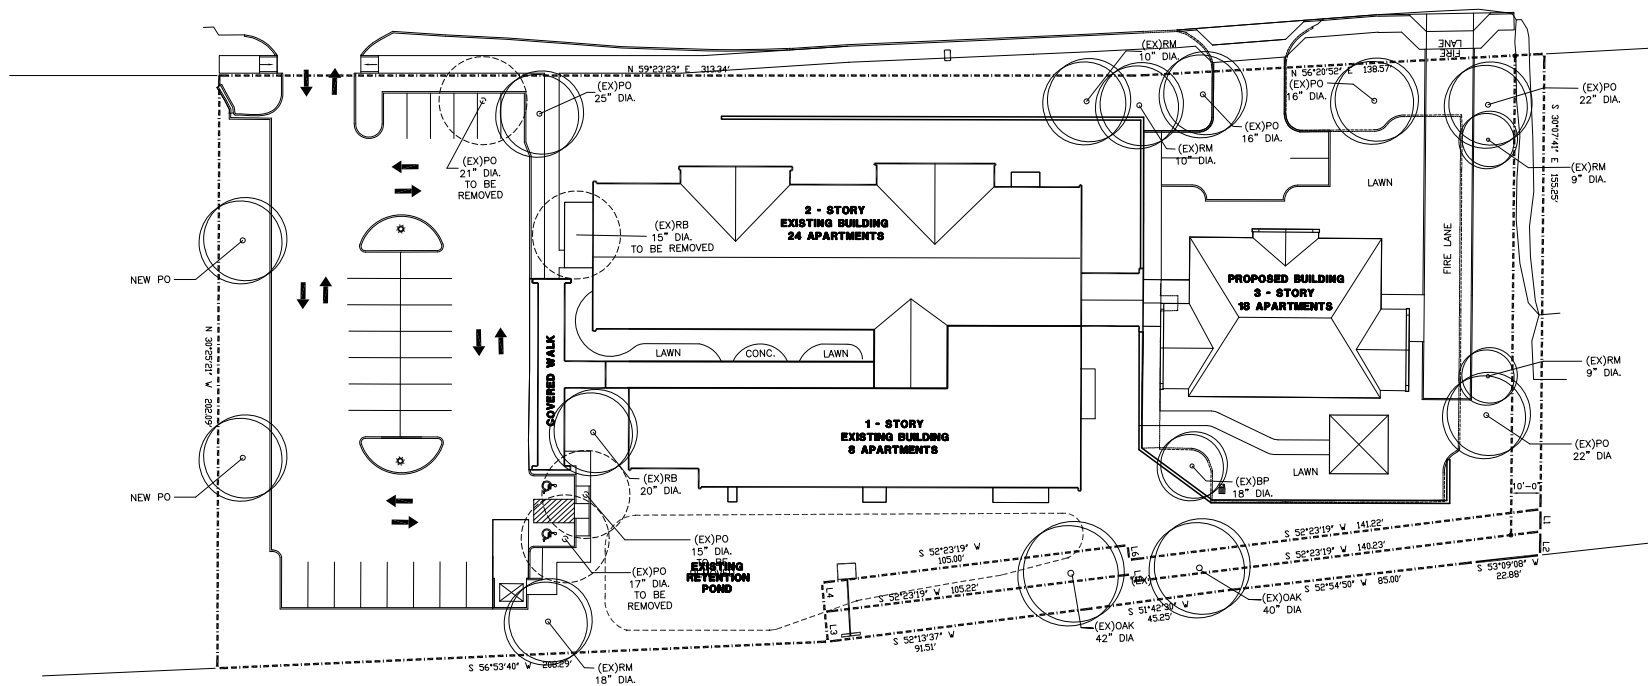 FIRE
LANE
N 59°23'23" E 313.34'
(EX)RM
10" DIA.
N 56°20'52" E 138.57'
(EX)PO
25" DIA.
(EX)PO
16" DIA.
(EX)PO
22" DIA.
(EX)PO
16" DIA.
(EX)RM
10" DIA.
(EX)PO
21" DIA.
TO BE
REMOVED
S 30°07'41" E 155.25'
(EX)RM
9" DIA.
LAWN
2 - STORY
EXISTING BUILDING
24 APARTMENTS
(EX)RB
15" DIA.
TO BE REMOVED
FIRE LANE
NEW PO
PROPOSED BUILDING
3 - STORY
18 APARTMENTS
N 30°25'21" W 202.09'
COVERED WALK
LAWN
CONC.
LAWN
(EX)RM
9" DIA.
1 - STORY
EXISTING BUILDING
8 APARTMENTS
(EX)PO
22" DIA
NEW PO
(EX)RB
20" DIA.
LAWN
(EX)BP
18" DIA.
10'-0"
(EX)PO
15" DIA.
TO BE
EXISTING
RETENTION
POND
(EX)PO
17" DIA.
TO BE
REMOVED
S 52°23'19" W
105.00'
S 52°23'19" W 141.22'
L1
L6
S 52°23'19" W 140.23'
L2
(EX)
S 53°09'08" W
22.88'
S 52°54'50" W 85.00'
L4
S 52°23'19" W 105.22'
S 51°42'30" W
45.25'
(EX)OAK
40" DIA
L3
S 52°13'37" W
91.51'
(EX)OAK
42" DIA
S 56°53'40" W 208.29'
(EX)RM
18" DIA.